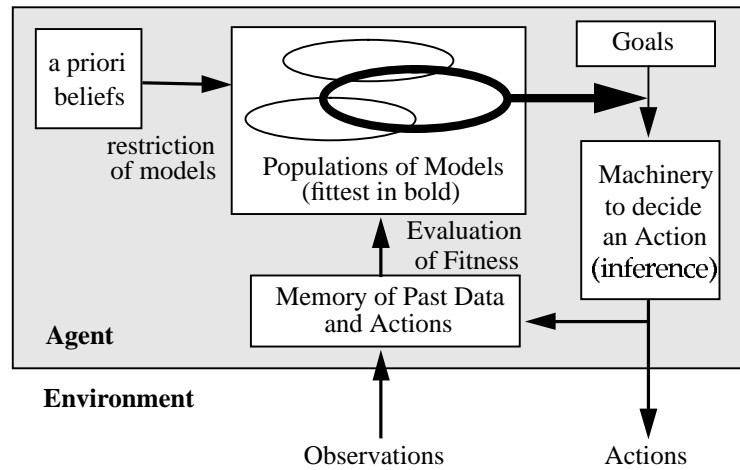 a priori
beliefs
restriction
of models
Populations of Models
(fittest in bold)
Goals
Machinery
to decide
an Action
(inference)
Evaluation
of Fitness
Memory of Past Data
and Actions
Agent
Environment
Observations
Actions